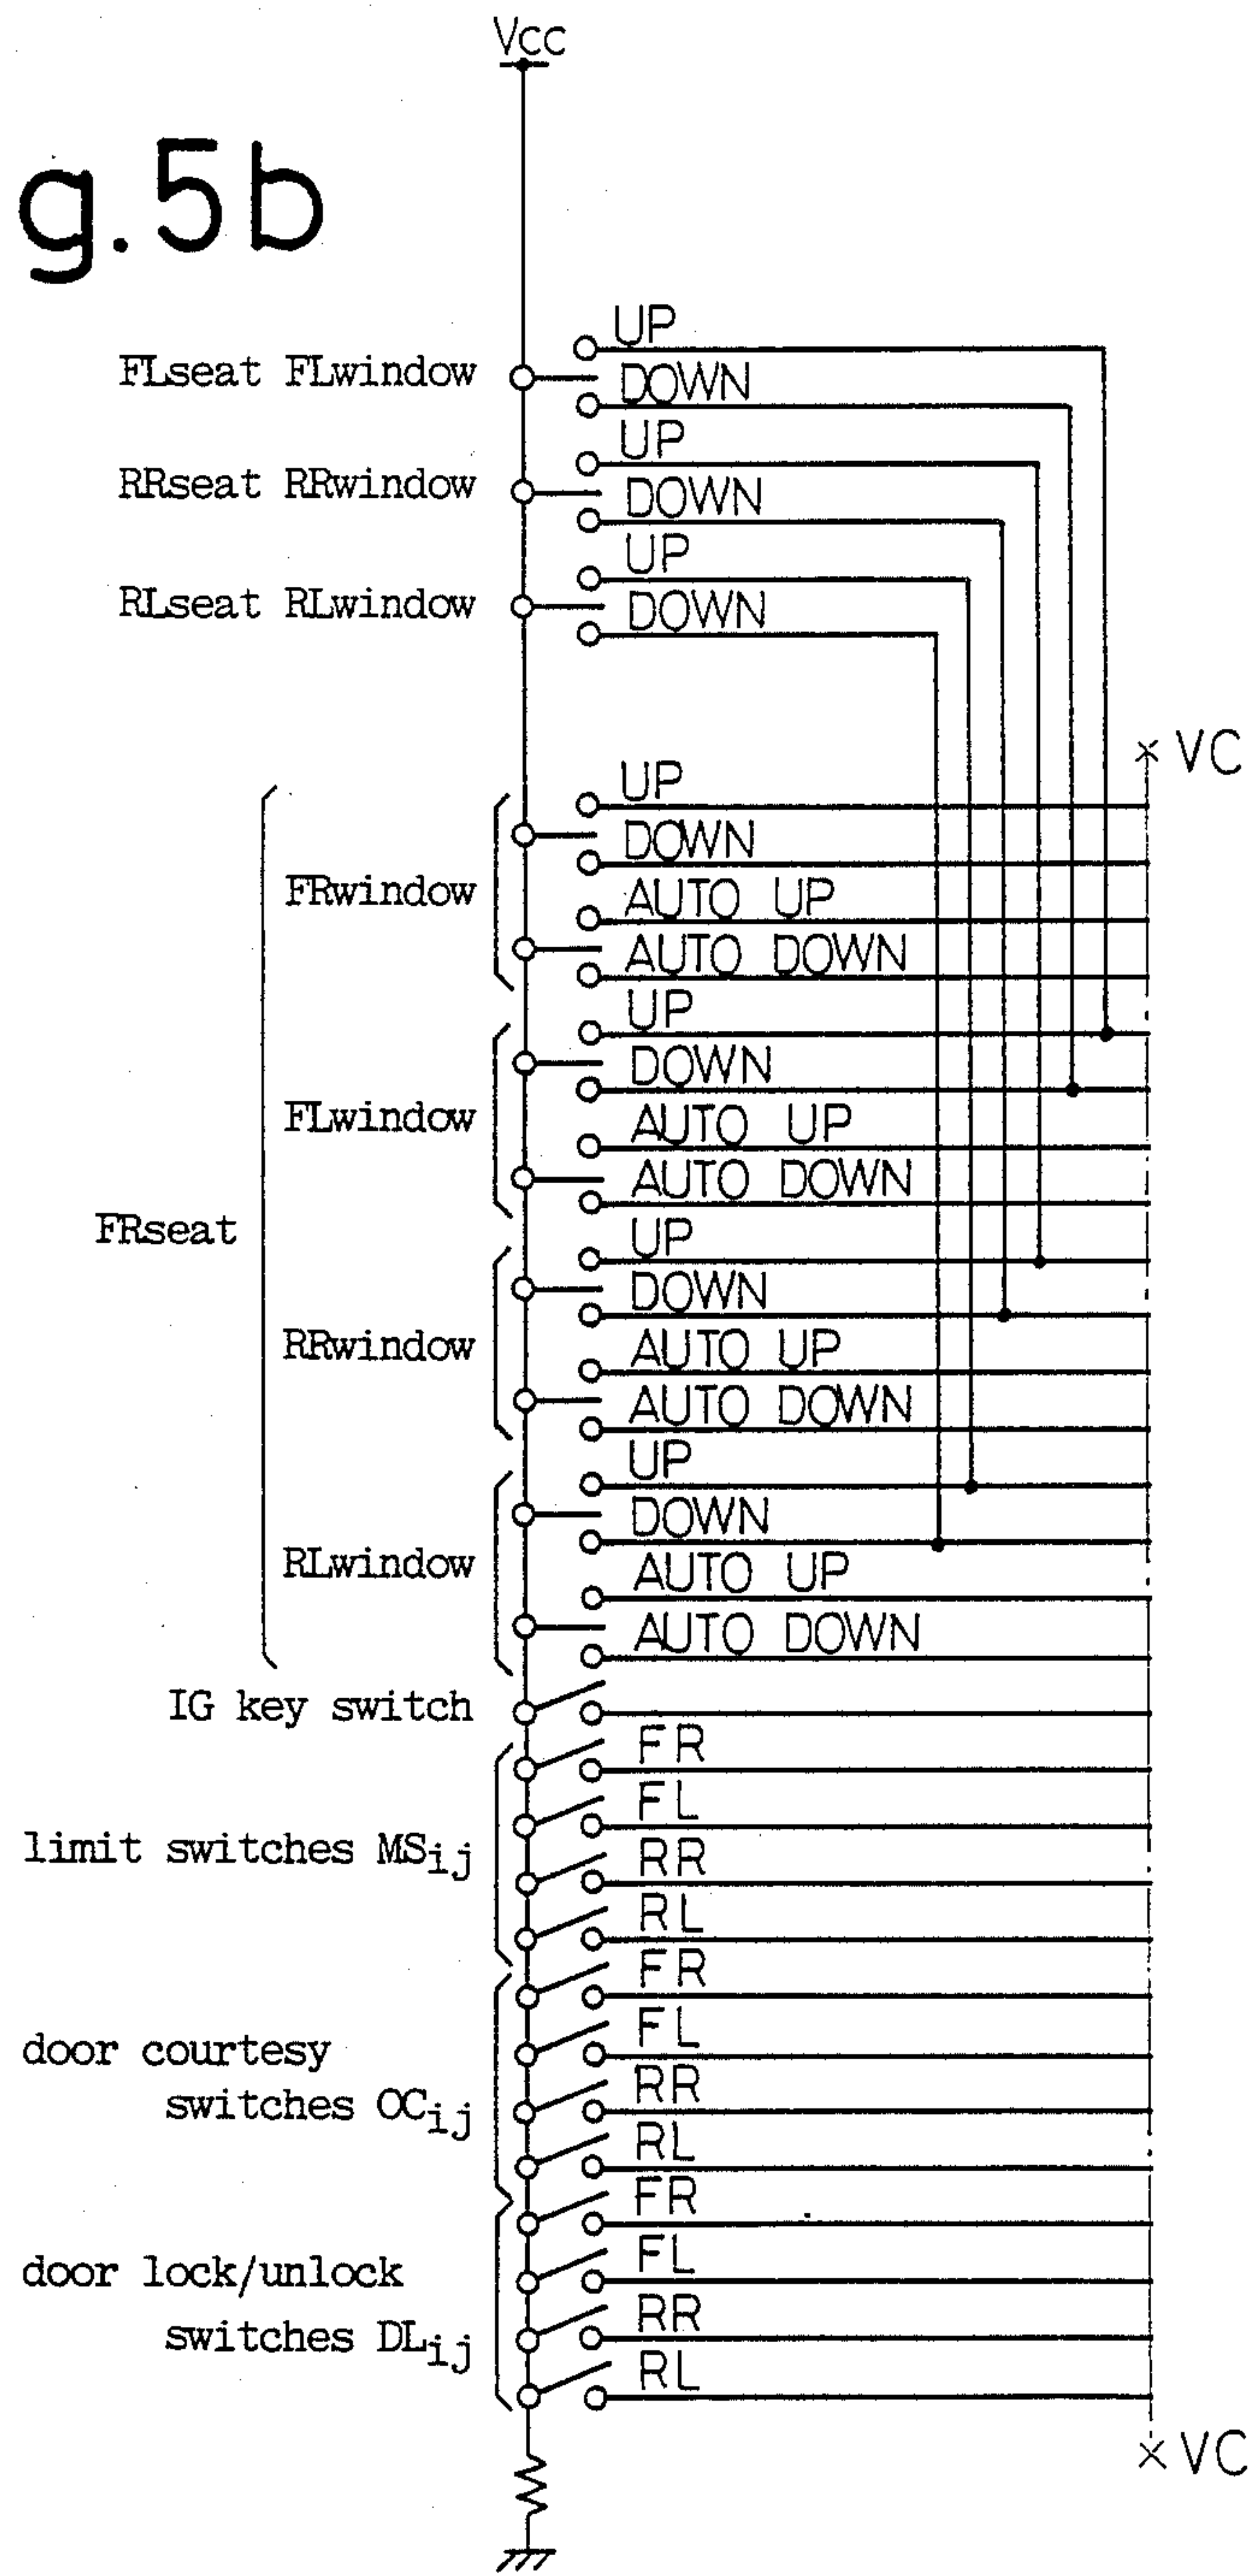 Vcc
g.5b
UP
FLseat FLwindow
DOWN
UP
RRseat RRwindow
DOWN
UP
RLseat RLwindow
DOWN
VC
UP
DOWN
FRwindow
AUTO UP
AUTO DOWN
UP
DOWN
FLwindow
AUTO UP
AUTO DOWN
FRseat
UP
DOWN
RRwindow
AUTO UP
AUTO DOWN
UP
DOWN
RLwindow
AUTO UP
AUTO DOWN
IG key switch
FR
FL
limit switches MSij
RR
RL
FR
FL
door courtesy
switches OCij
RR
RL
FR
FL
door lock/unlock
switches DLij
RR
RL
VC